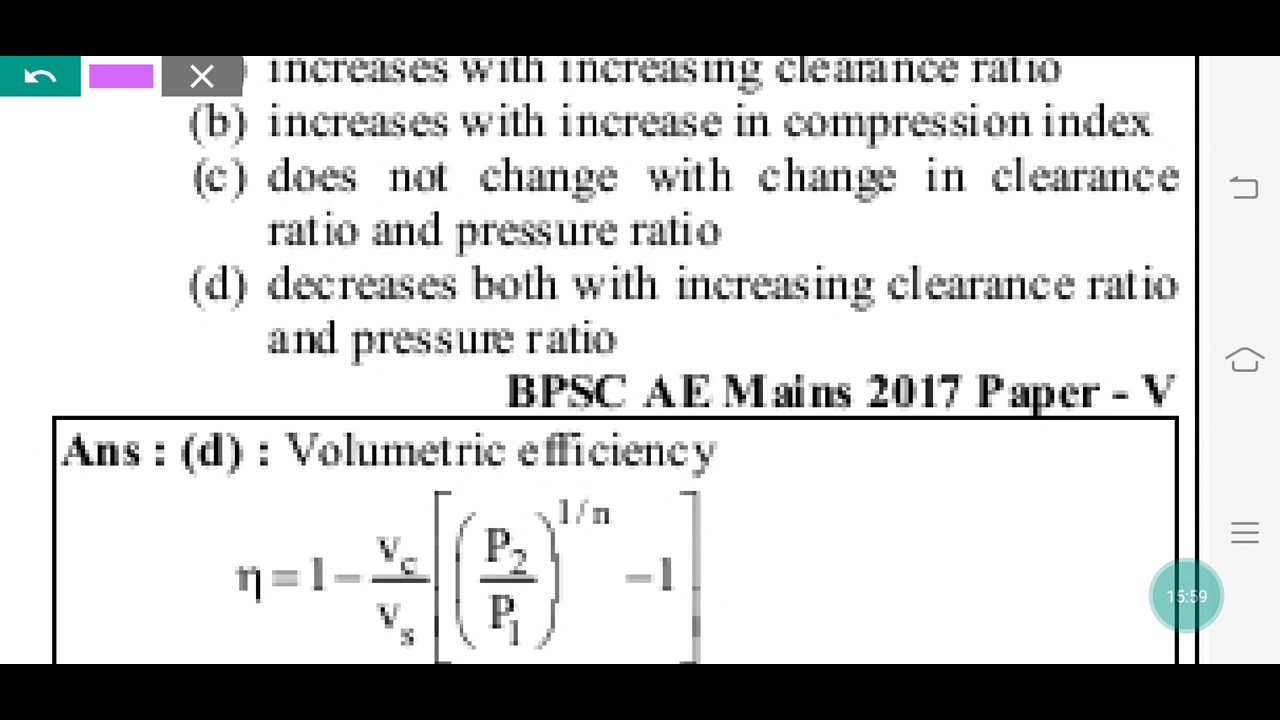 increases with increasing clearance ratio
(b) increases with increase in compression index
(c) does not change with change in clearance
ratio and pressure ratio
(d) decreases both with increasing clearance ratio
and pressure ratio
BPSC AE Mains 2017 Paper - V
Ans : (d) : Volumetric efficiency
η = 1 − v_c/v_s [(P₂/P₁)^{1/n} − 1]
15:59